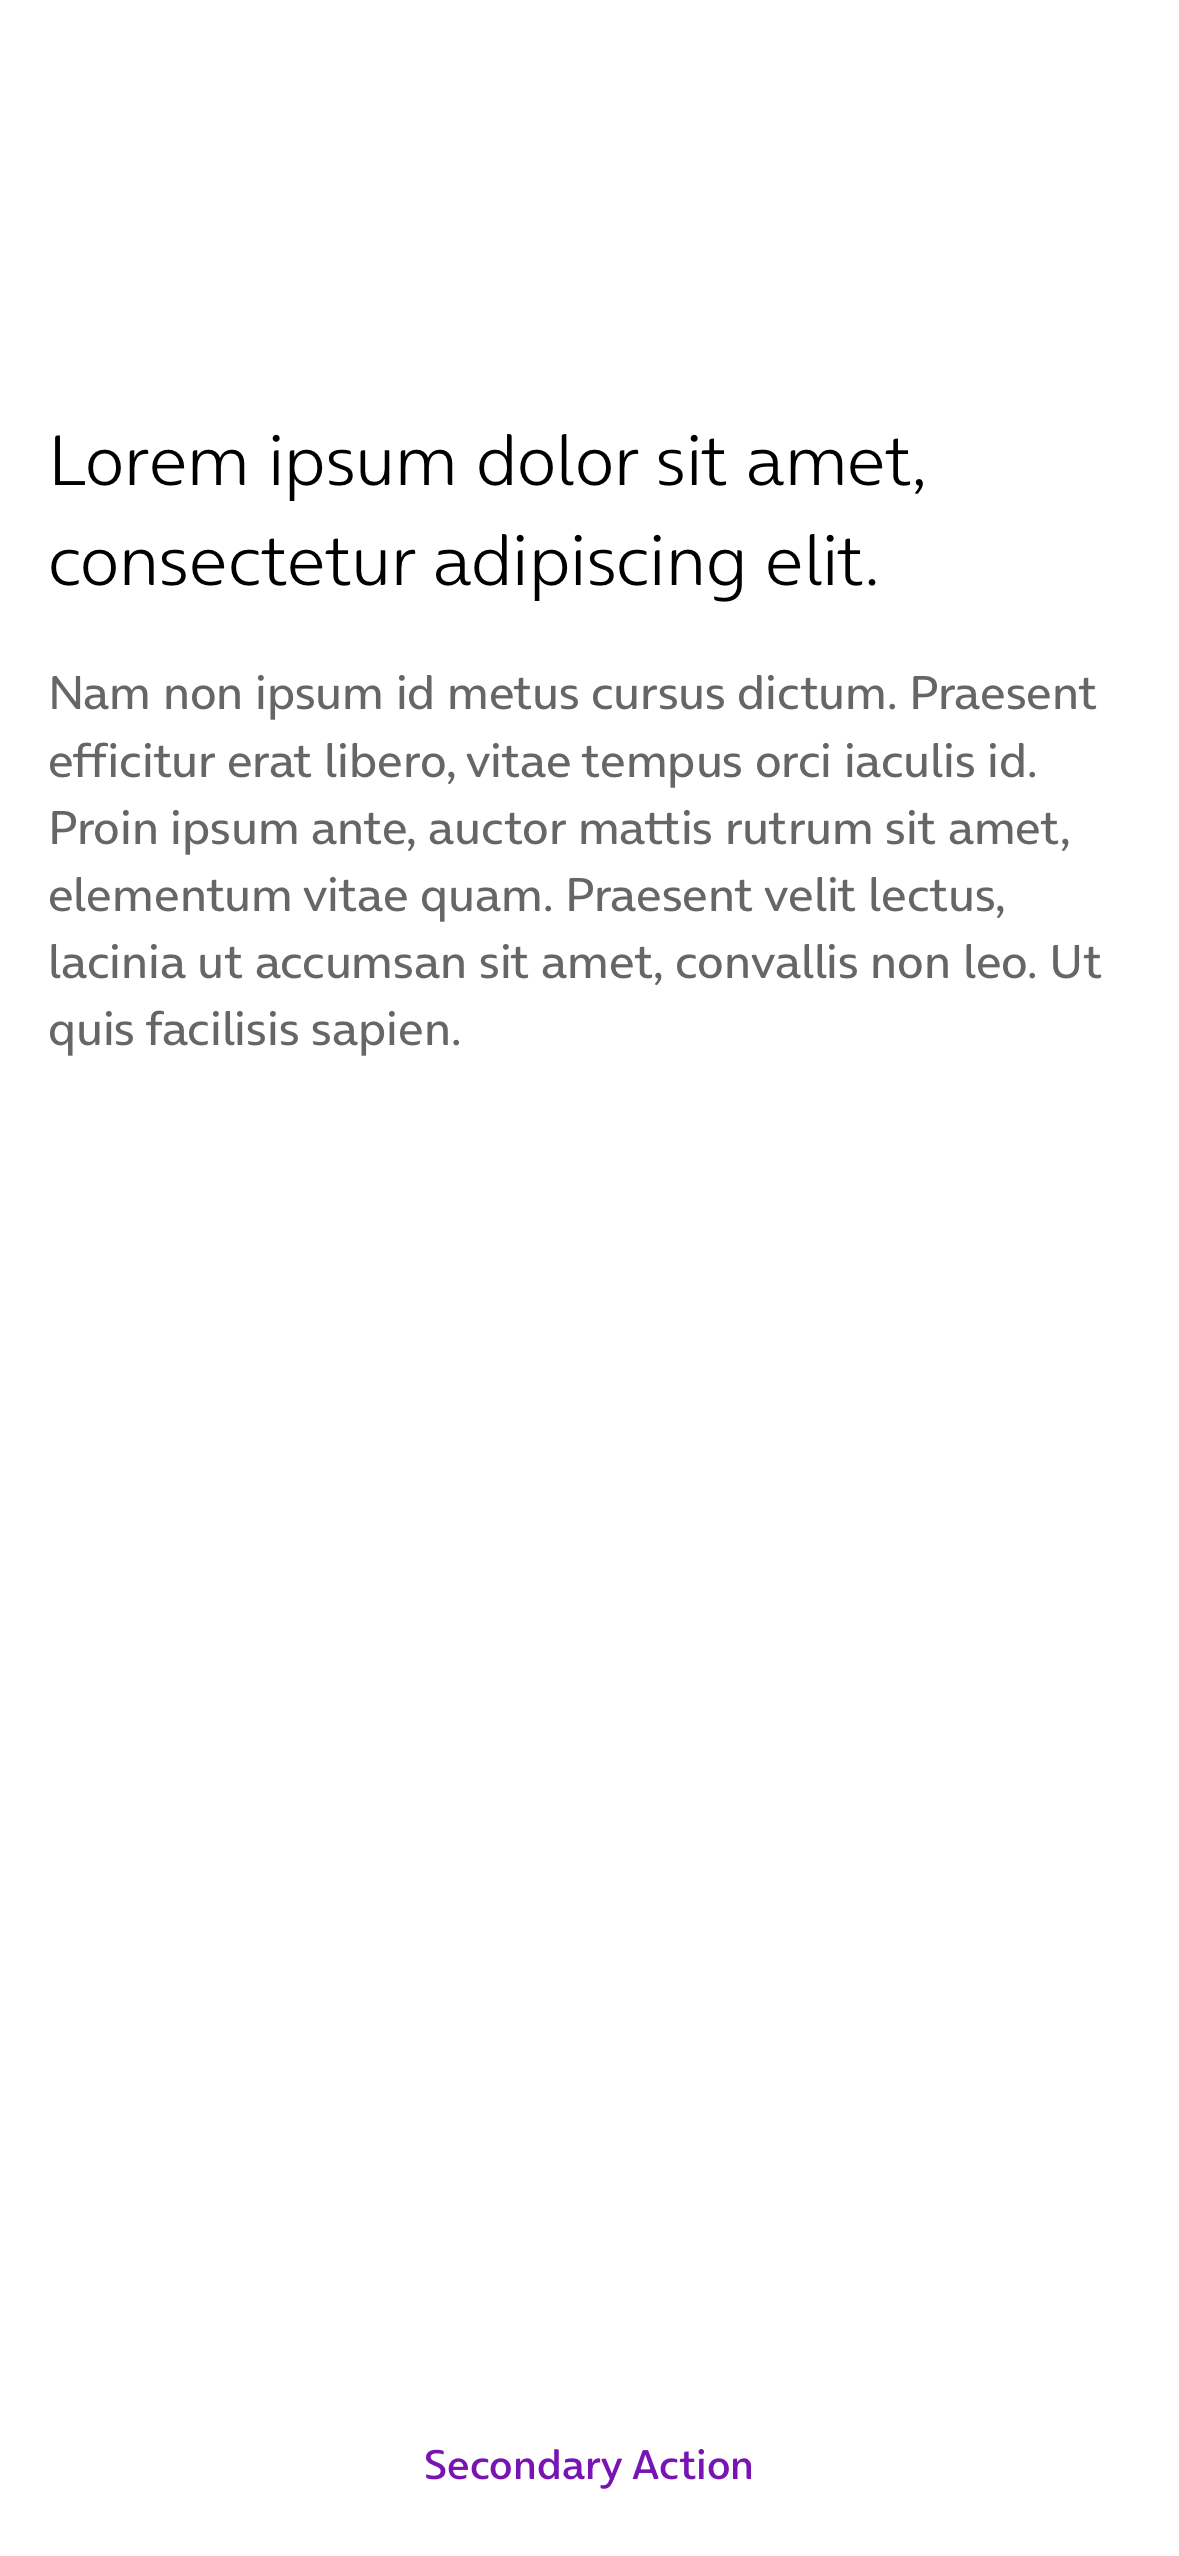 Lorem ipsum dolor sit amet,
consectetur adipiscing elit.
Nam non ipsum id metus cursus dictum. Praesent
efficitur erat libero, vitae tempus orci iaculis id.
Proin ipsum ante, auctor mattis rutrum sit amet,
elementum vitae quam. Praesent velit lectus,
lacinia ut accumsan sit amet, convallis non leo. Ut
quis facilisis sapien.
Secondary Action